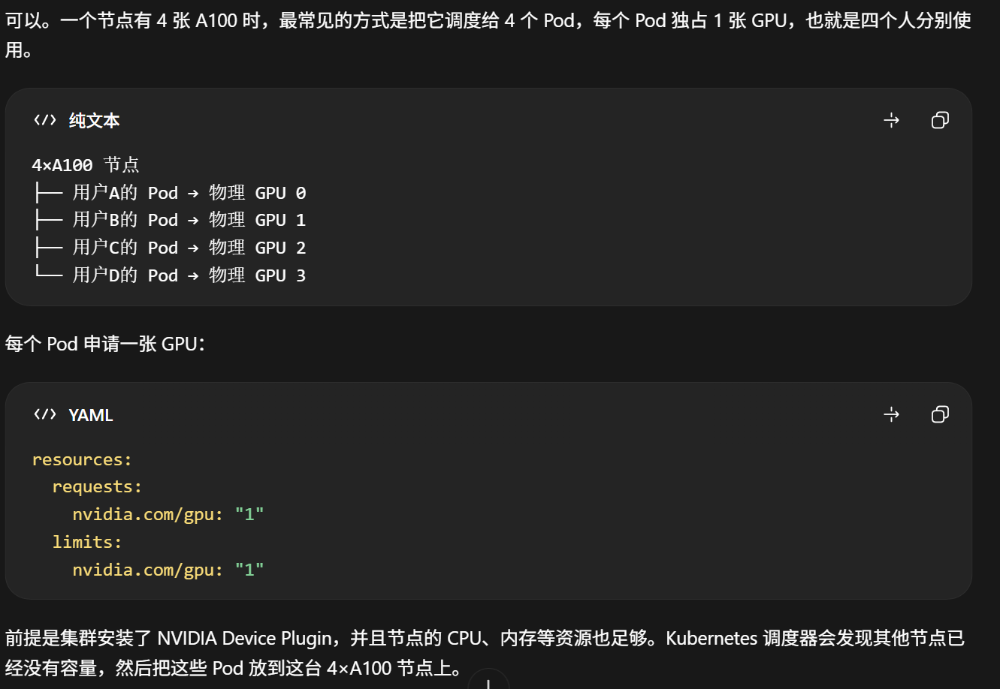 可以。一个节点有 4 张 A100 时，最常见的方式是把它调度给 4 个 Pod，每个 Pod 独占 1 张 GPU，也就是四个人分别使
用。
纯文本
4×A100 节点
├── 用户A的 Pod → 物理 GPU 0
├── 用户B的 Pod → 物理 GPU 1
├── 用户C的 Pod → 物理 GPU 2
└── 用户D的 Pod → 物理 GPU 3
每个 Pod 申请一张 GPU：
YAML
resources:
  requests:
    nvidia.com/gpu: "1"
  limits:
    nvidia.com/gpu: "1"
前提是集群安装了 NVIDIA Device Plugin，并且节点的 CPU、内存等资源也足够。Kubernetes 调度器会发现其他节点已
经没有容量，然后把这些 Pod 放到这台 4×A100 节点上。